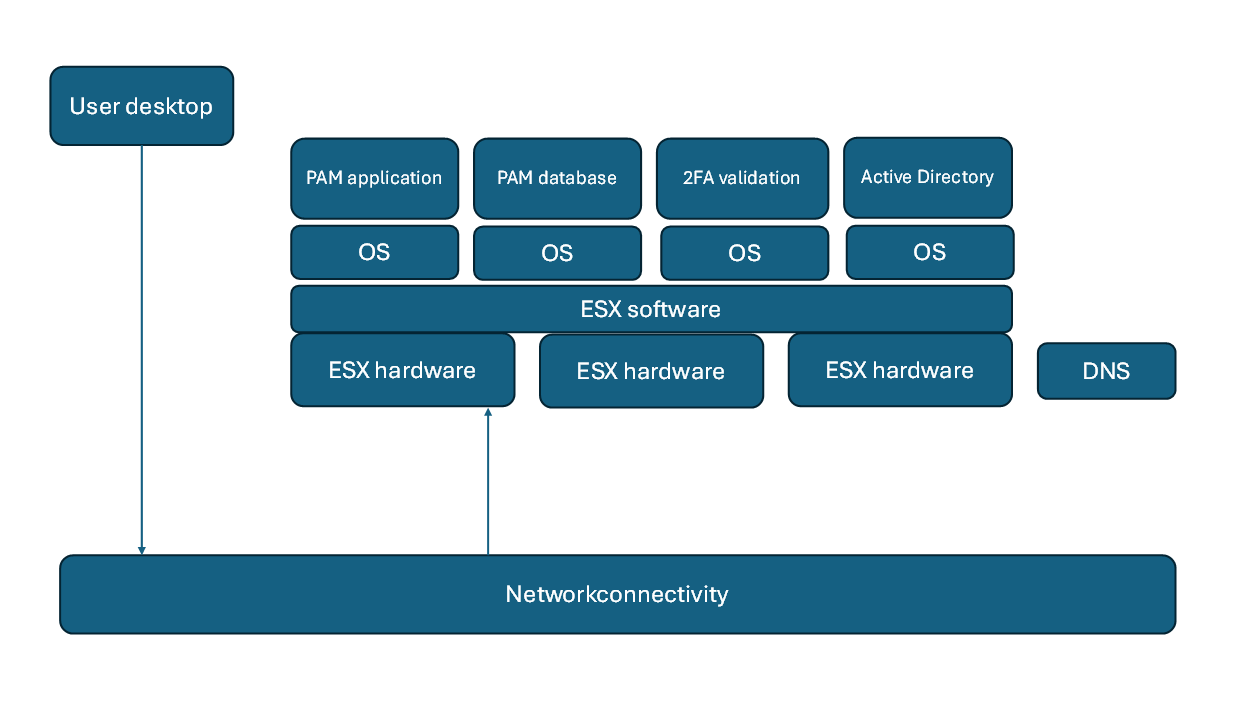 User desktop
PAM application
PAM database
2FA validation
Active Directory
OS
OS
OS
OS
ESX software
ESX hardware
ESX hardware
ESX hardware
DNS
Networkconnectivity